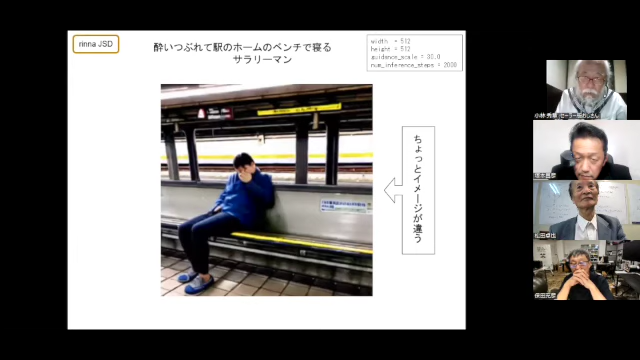 rinna JSD
酔いつぶれて駅のホームのベンチで寝る
サラリーマン
width = 512
height = 512
guidance_scale = 30.0
num_inference_steps = 2000
ちょっとイメージが違う